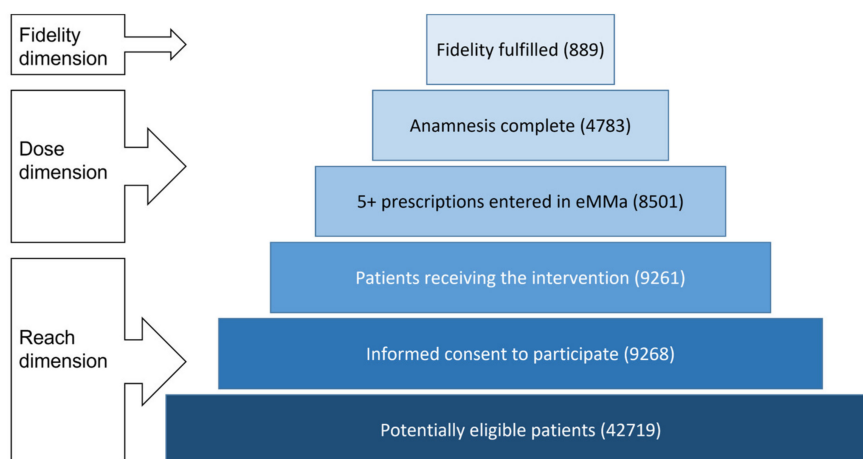 Fidelity
dimension
Fidelity fulfilled (889)
Anamnesis complete (4783)
Dose
dimension
5+ prescriptions entered in eMMa (8501)
Patients receiving the intervention (9261)
Reach
dimension
Informed consent to participate (9268)
Potentially eligible patients (42719)